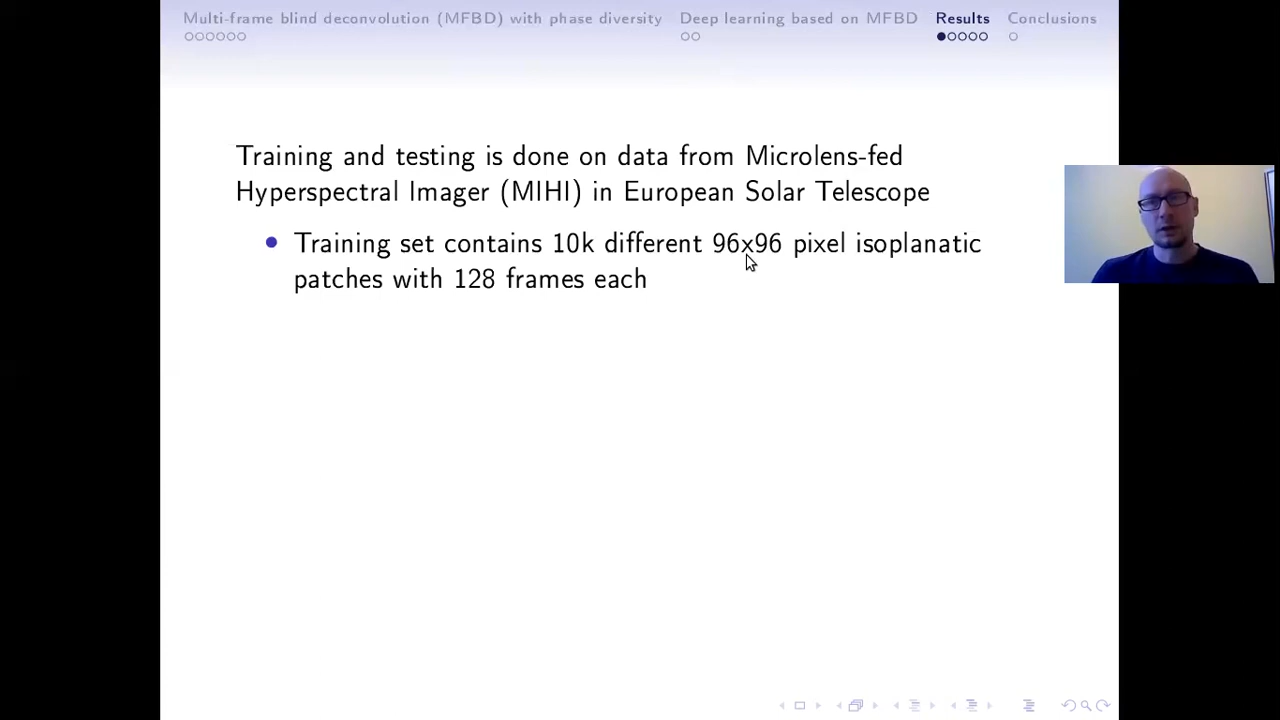 Multi-frame blind deconvolution (MFBD) with phase diversity Deep learning based on MFBD Results Conclusions
Training and testing is done on data from Microlens-fed
Hyperspectral Imager (MIHI) in European Solar Telescope
• Training set contains 10k different 96x96 pixel isoplanatic
patches with 128 frames each